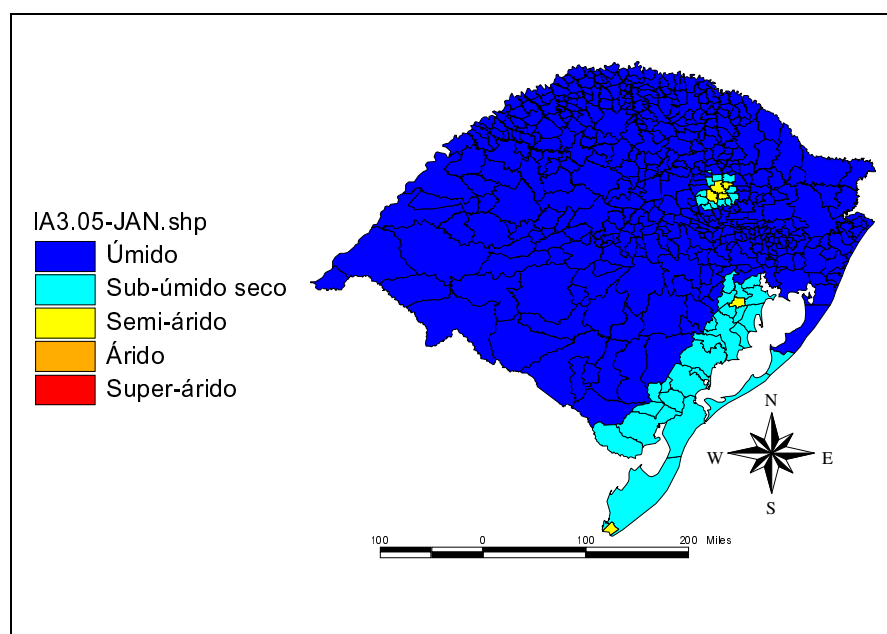 IA3.05-JAN.shp
Úmido
Sub-úmido seco
Semi-árido
Árido
Super-árido
N
W E
S
100 0 100 200 Miles